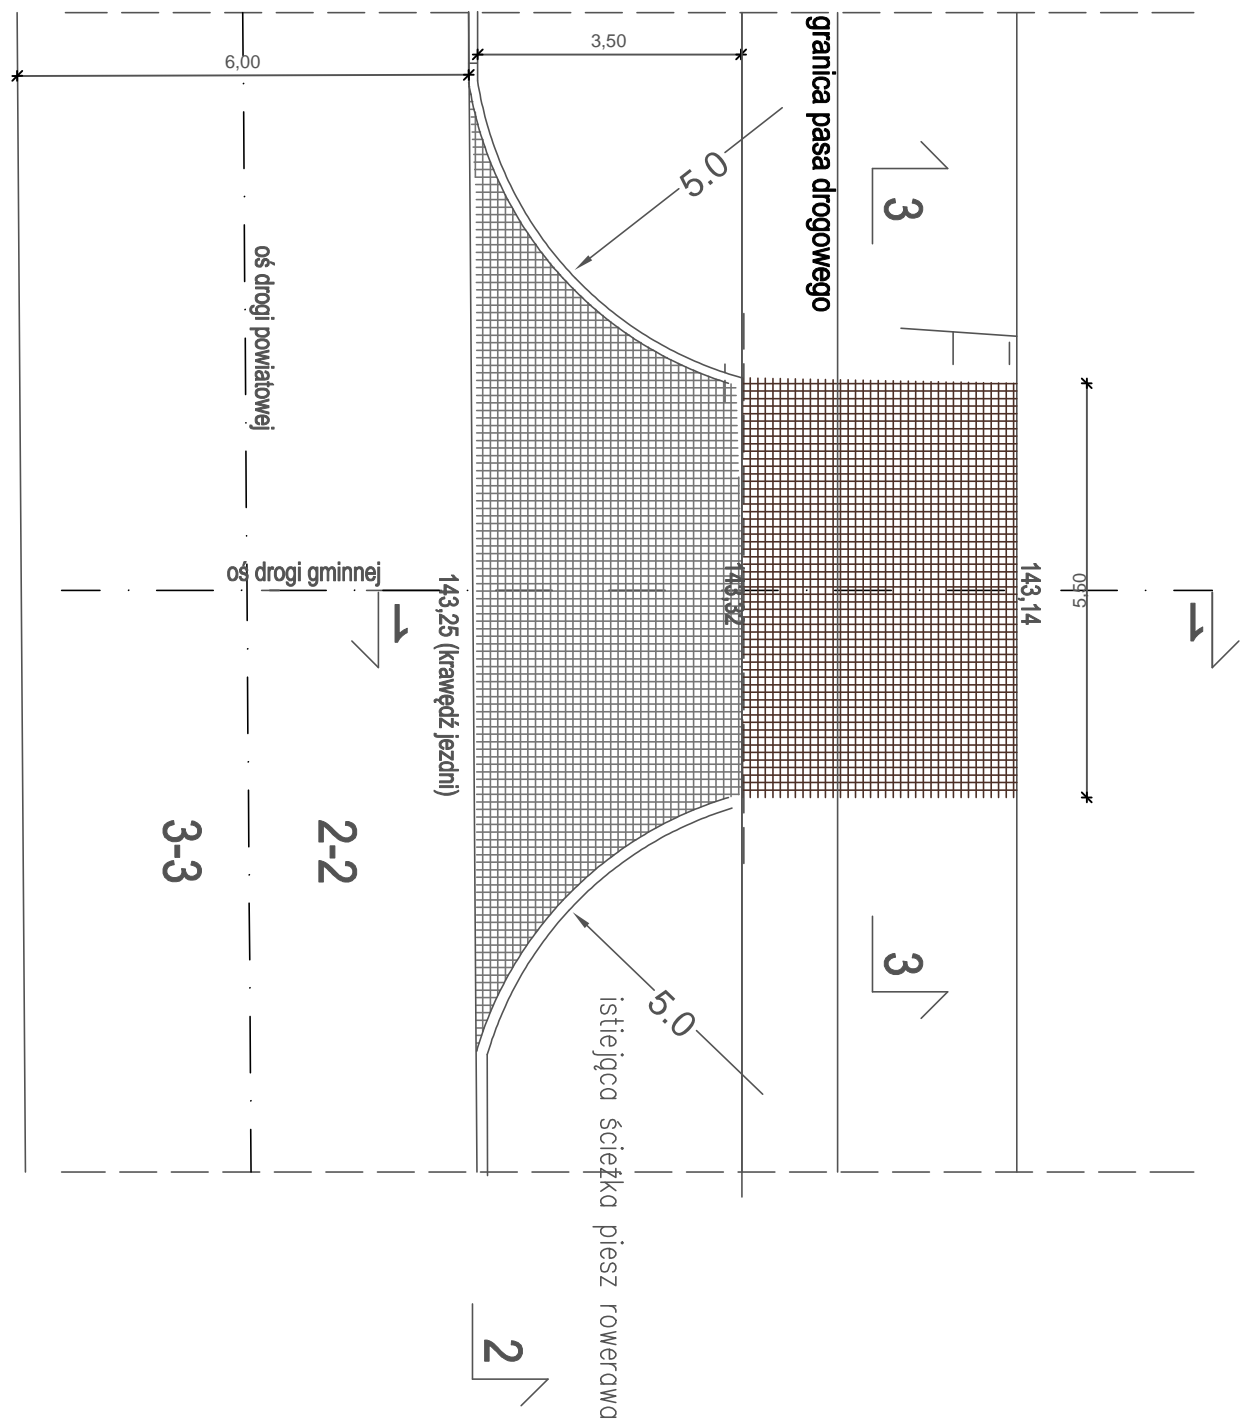 6,00
3,50
granica pasa drogowego
5.0
3
oś drogi powiatowej
oś drogi gminnej
143,25 (krawędź jezdni)
143,32
143,14
5.50
1
1
3-3
2-2
3
5.0
istiejąca ścieżka piesz rowerawa
2